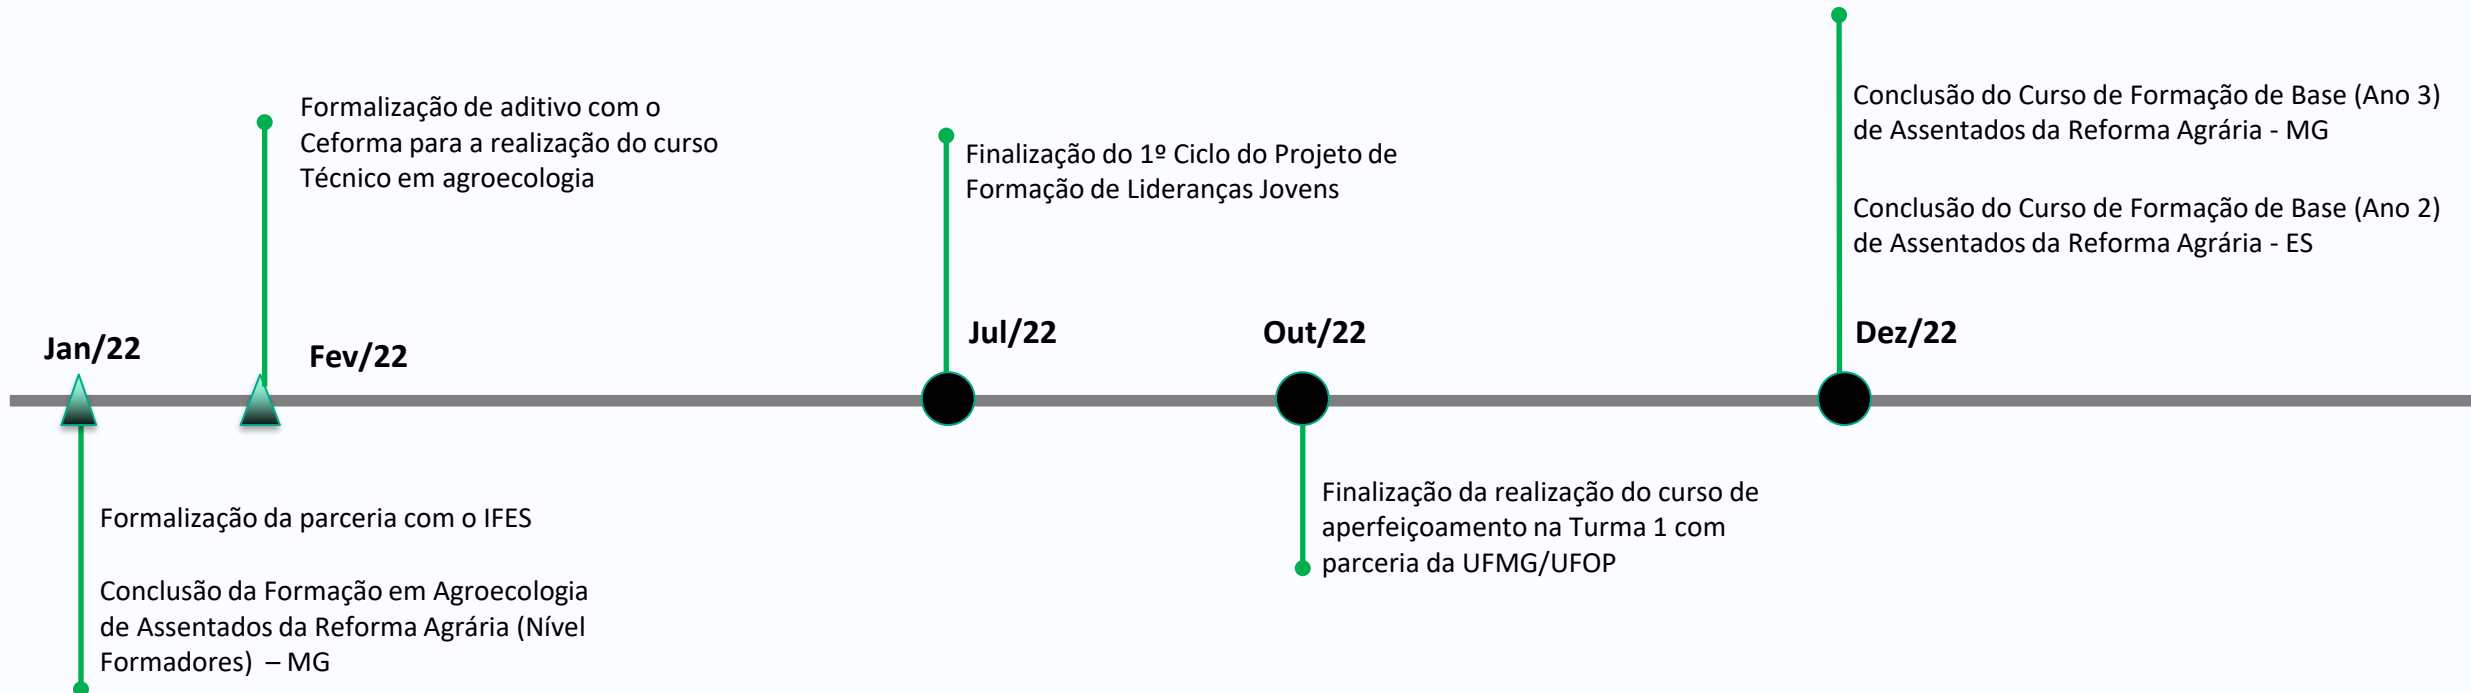 Jan/22
Formalização da parceria com o IFES
Conclusão da Formação em Agroecologia
de Assentados da Reforma Agrária (Nível
Formadores) – MG
Fev/22
Formalização de aditivo com o
Ceforma para a realização do curso
Técnico em agroecologia
Jul/22
Finalização do 1º Ciclo do Projeto de
Formação de Lideranças Jovens
Out/22
Finalização da realização do curso de
aperfeiçoamento na Turma 1 com
parceria da UFMG/UFOP
Dez/22
Conclusão do Curso de Formação de Base (Ano 3)
de Assentados da Reforma Agrária - MG
Conclusão do Curso de Formação de Base (Ano 2)
de Assentados da Reforma Agrária - ES